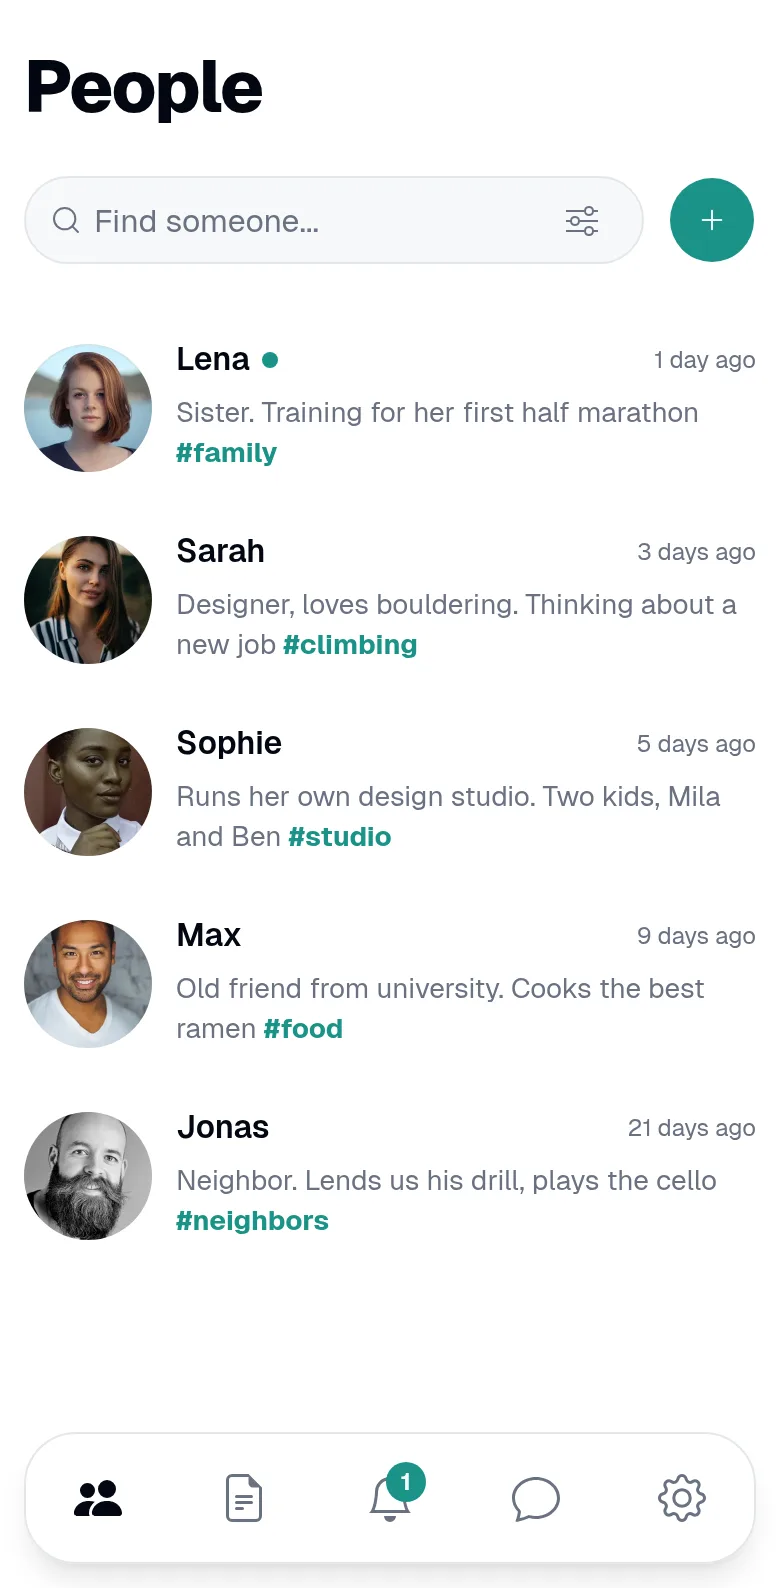 People
Find someone...
Lena
1 day ago
Sister. Training for her first half marathon
#family
Sarah
3 days ago
Designer, loves bouldering. Thinking about a
new job #climbing
Sophie
5 days ago
Runs her own design studio. Two kids, Mila
and Ben #studio
Max
9 days ago
Old friend from university. Cooks the best
ramen #food
Jonas
21 days ago
Neighbor. Lends us his drill, plays the cello
#neighbors
1